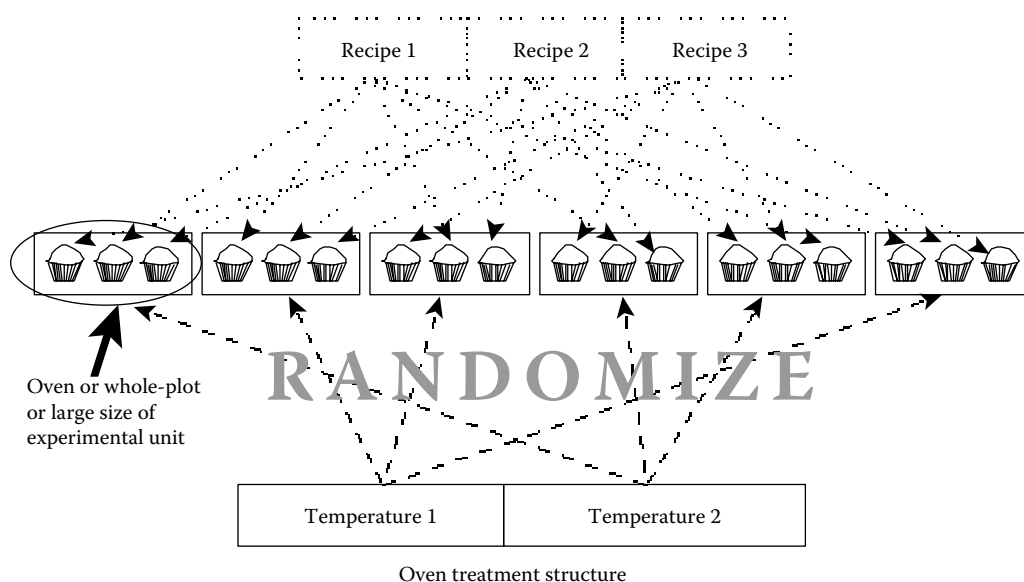 Recipe 1
Recipe 2
Recipe 3
RANDOMIZE
Oven or whole-plot
or large size of
experimental unit
Temperature 1
Temperature 2
Oven treatment structure